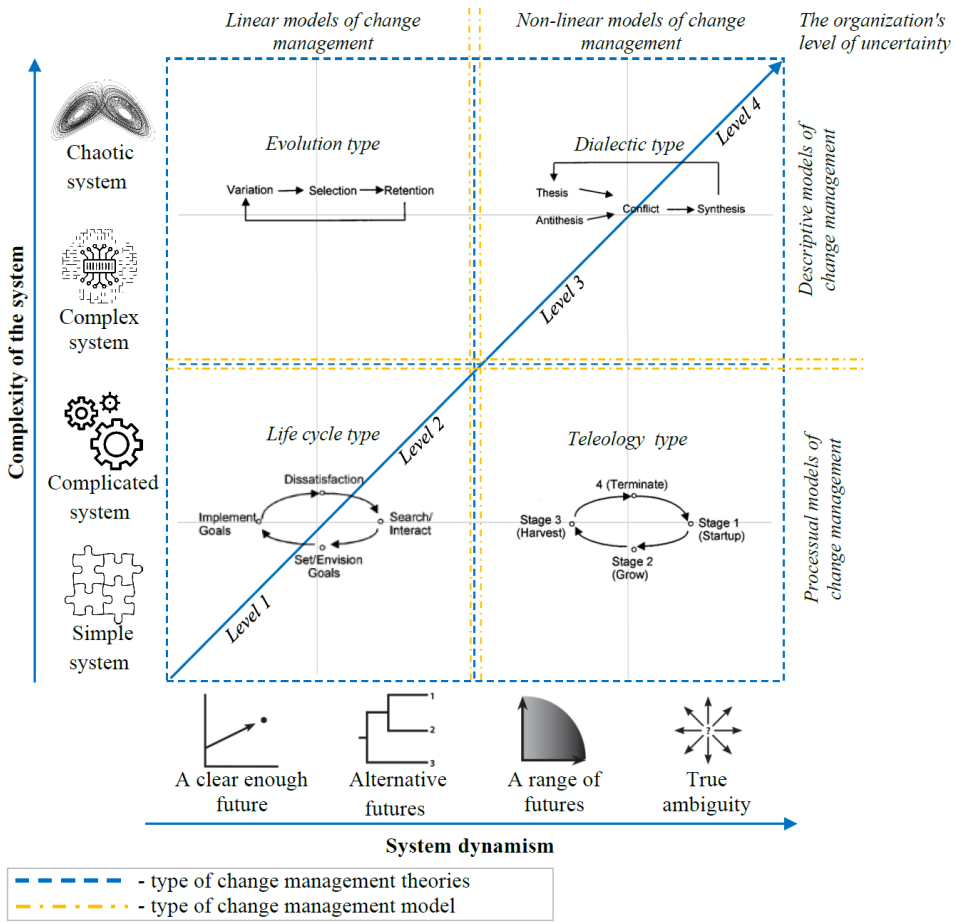 Linear models of change
management
Non-linear models of change
management
The organization's
level of uncertainty
Complexity of the system
Chaotic
system
Complex
system
Complicated
system
Simple
system
Evolution type
Variation
Selection
Retention
Dialectic type
Thesis
Antithesis
Conflict
Synthesis
Level 4
Level 3
Level 2
Level 1
Descriptive models of
change management
Life cycle type
Dissatisfaction
Search/
Interact
Set/Envision
Goals
Implement
Goals
Teleology type
4 (Terminate)
Stage 1
(Startup)
Stage 2
(Grow)
Stage 3
(Harvest)
Processual models of
change management
1
2
3
?
A clear enough
future
Alternative
futures
A range of
futures
True
ambiguity
System dynamism
- type of change management theories
- type of change management model